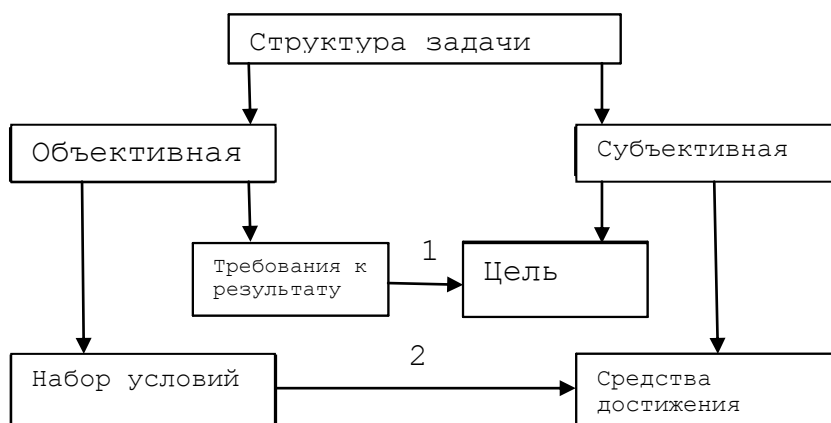 Структура задачи
Объективная
Субъективная
Требования к
результату
1
Цель
Набор условий
2
Средства
достижения